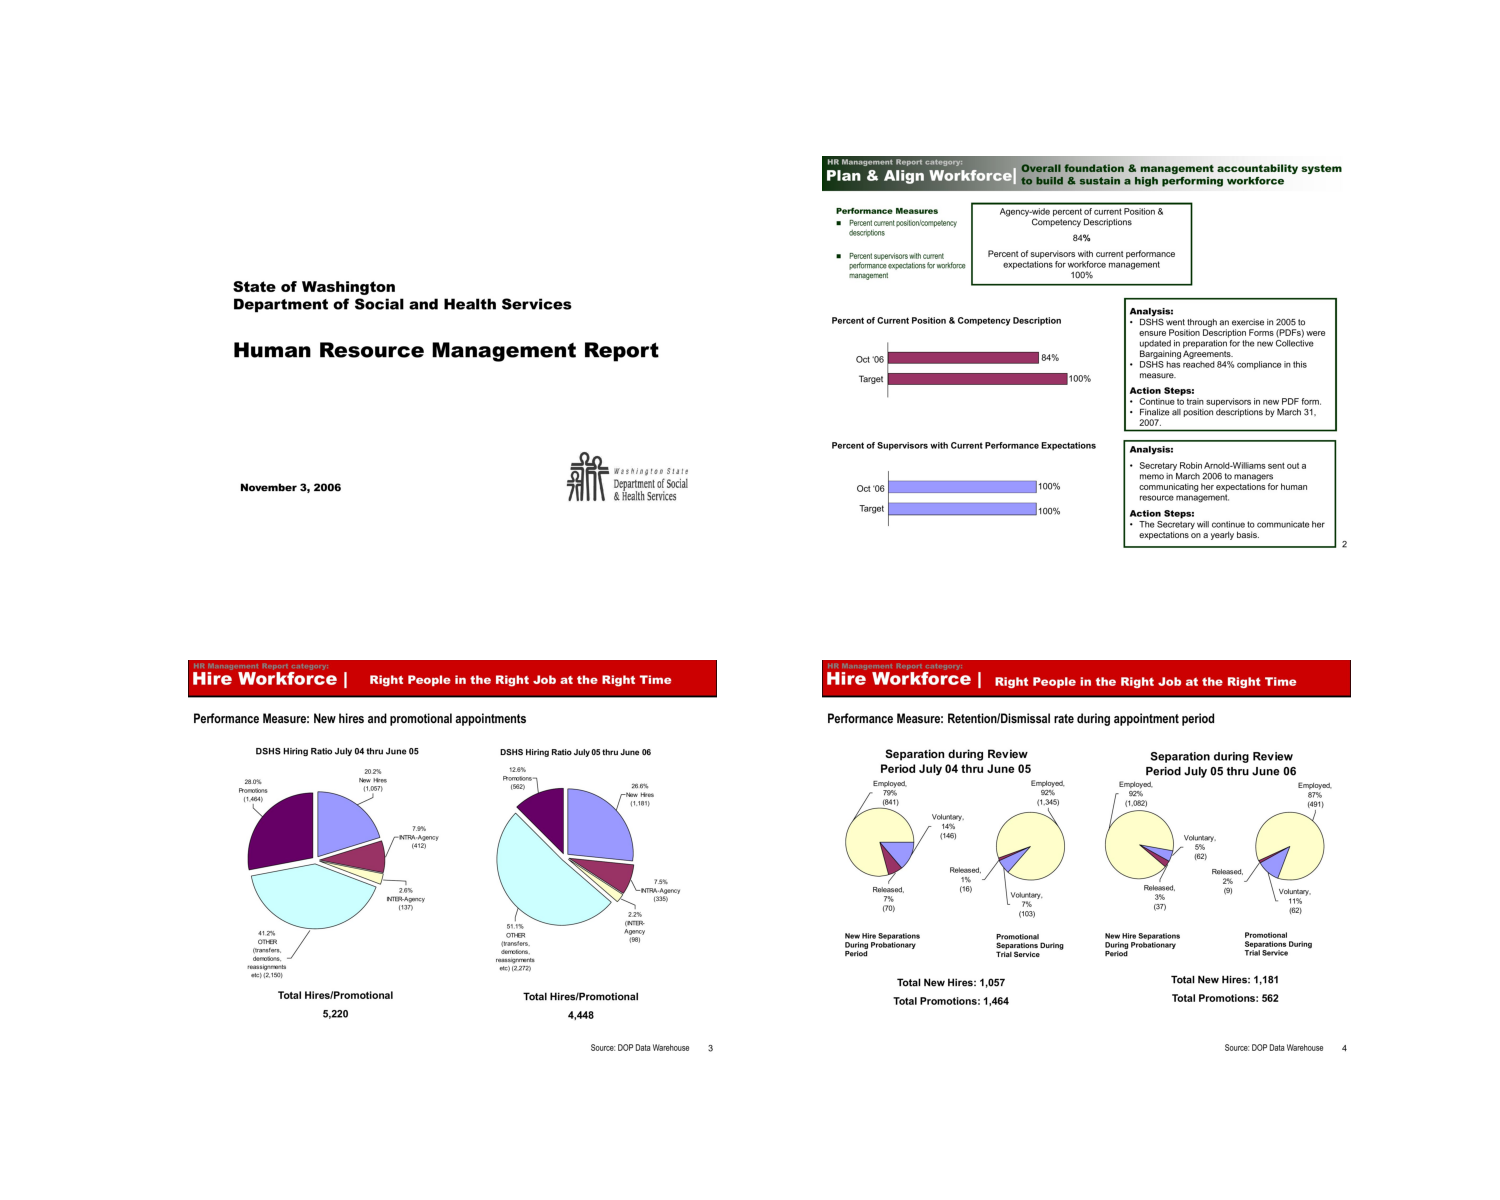 State of Washington
Department of Social and Health Services
Human Resource Management Report
November 3, 2006
Washington State
Department of Social
& Health Services
HR Management Report category:
Plan & Align Workforce|
Overall foundation & management accountability system
to build & sustain a high performing workforce
Performance Measures
■ Percent current position/competency
descriptions
■ Percent supervisors with current
performance expectations for workforce
management
Agency-wide percent of current Position &
Competency Descriptions
84%
Percent of supervisors with current performance
expectations for workforce management
100%
Percent of Current Position & Competency Description
Oct ‘06
84%
Target
100%
Analysis:
• DSHS went through an exercise in 2005 to
ensure Position Description Forms (PDFs) were
updated in preparation for the new Collective
Bargaining Agreements.
• DSHS has reached 84% compliance in this
measure.
Action Steps:
• Continue to train supervisors in new PDF form.
• Finalize all position descriptions by March 31,
2007.
Percent of Supervisors with Current Performance Expectations
Oct ‘06
100%
Target
100%
Analysis:
• Secretary Robin Arnold-Williams sent out a
memo in March 2006 to managers
communicating her expectations for human
resource management.
Action Steps:
• The Secretary will continue to communicate her
expectations on a yearly basis.
2
HR Management Report category:
Hire Workforce |
Right People in the Right Job at the Right Time
Performance Measure: New hires and promotional appointments
DSHS Hiring Ratio July 04 thru June 05
28.0%
Promotions
(1,464)
20.2%
New Hires
(1,057)
7.9%
INTRA-Agency
(412)
2.6%
INTER-Agency
(137)
41.2%
OTHER
(transfers,
demotions,
reassignments
etc) (2,150)
Total Hires/Promotional
5,220
DSHS Hiring Ratio July 05 thru June 06
12.6%
Promotions
(562)
26.6%
New Hires
(1,181)
7.5%
INTRA-Agency
(335)
2.2%
(INTER-
Agency
(98)
51.1%
OTHER
(transfers,
demotions,
reassignments
etc) (2,272)
Total Hires/Promotional
4,448
Source: DOP Data Warehouse
3
HR Management Report category:
Hire Workforce |
Right People in the Right Job at the Right Time
Performance Measure: Retention/Dismissal rate during appointment period
Separation during Review
Period July 04 thru June 05
Employed,
79%
(841)
Voluntary,
14%
(146)
Released,
7%
(70)
New Hire Separations
During Probationary
Period
Employed,
92%
(1,345)
Released,
1%
(16)
Voluntary,
7%
(103)
Promotional
Separations During
Trial Service
Total New Hires: 1,057
Total Promotions: 1,464
Separation during Review
Period July 05 thru June 06
Employed,
92%
(1,082)
Voluntary,
5%
(62)
Released,
3%
(37)
New Hire Separations
During Probationary
Period
Employed,
87%
(491)
Released,
2%
(9)
Voluntary,
11%
(62)
Promotional
Separations During
Trial Service
Total New Hires: 1,181
Total Promotions: 562
Source: DOP Data Warehouse
4